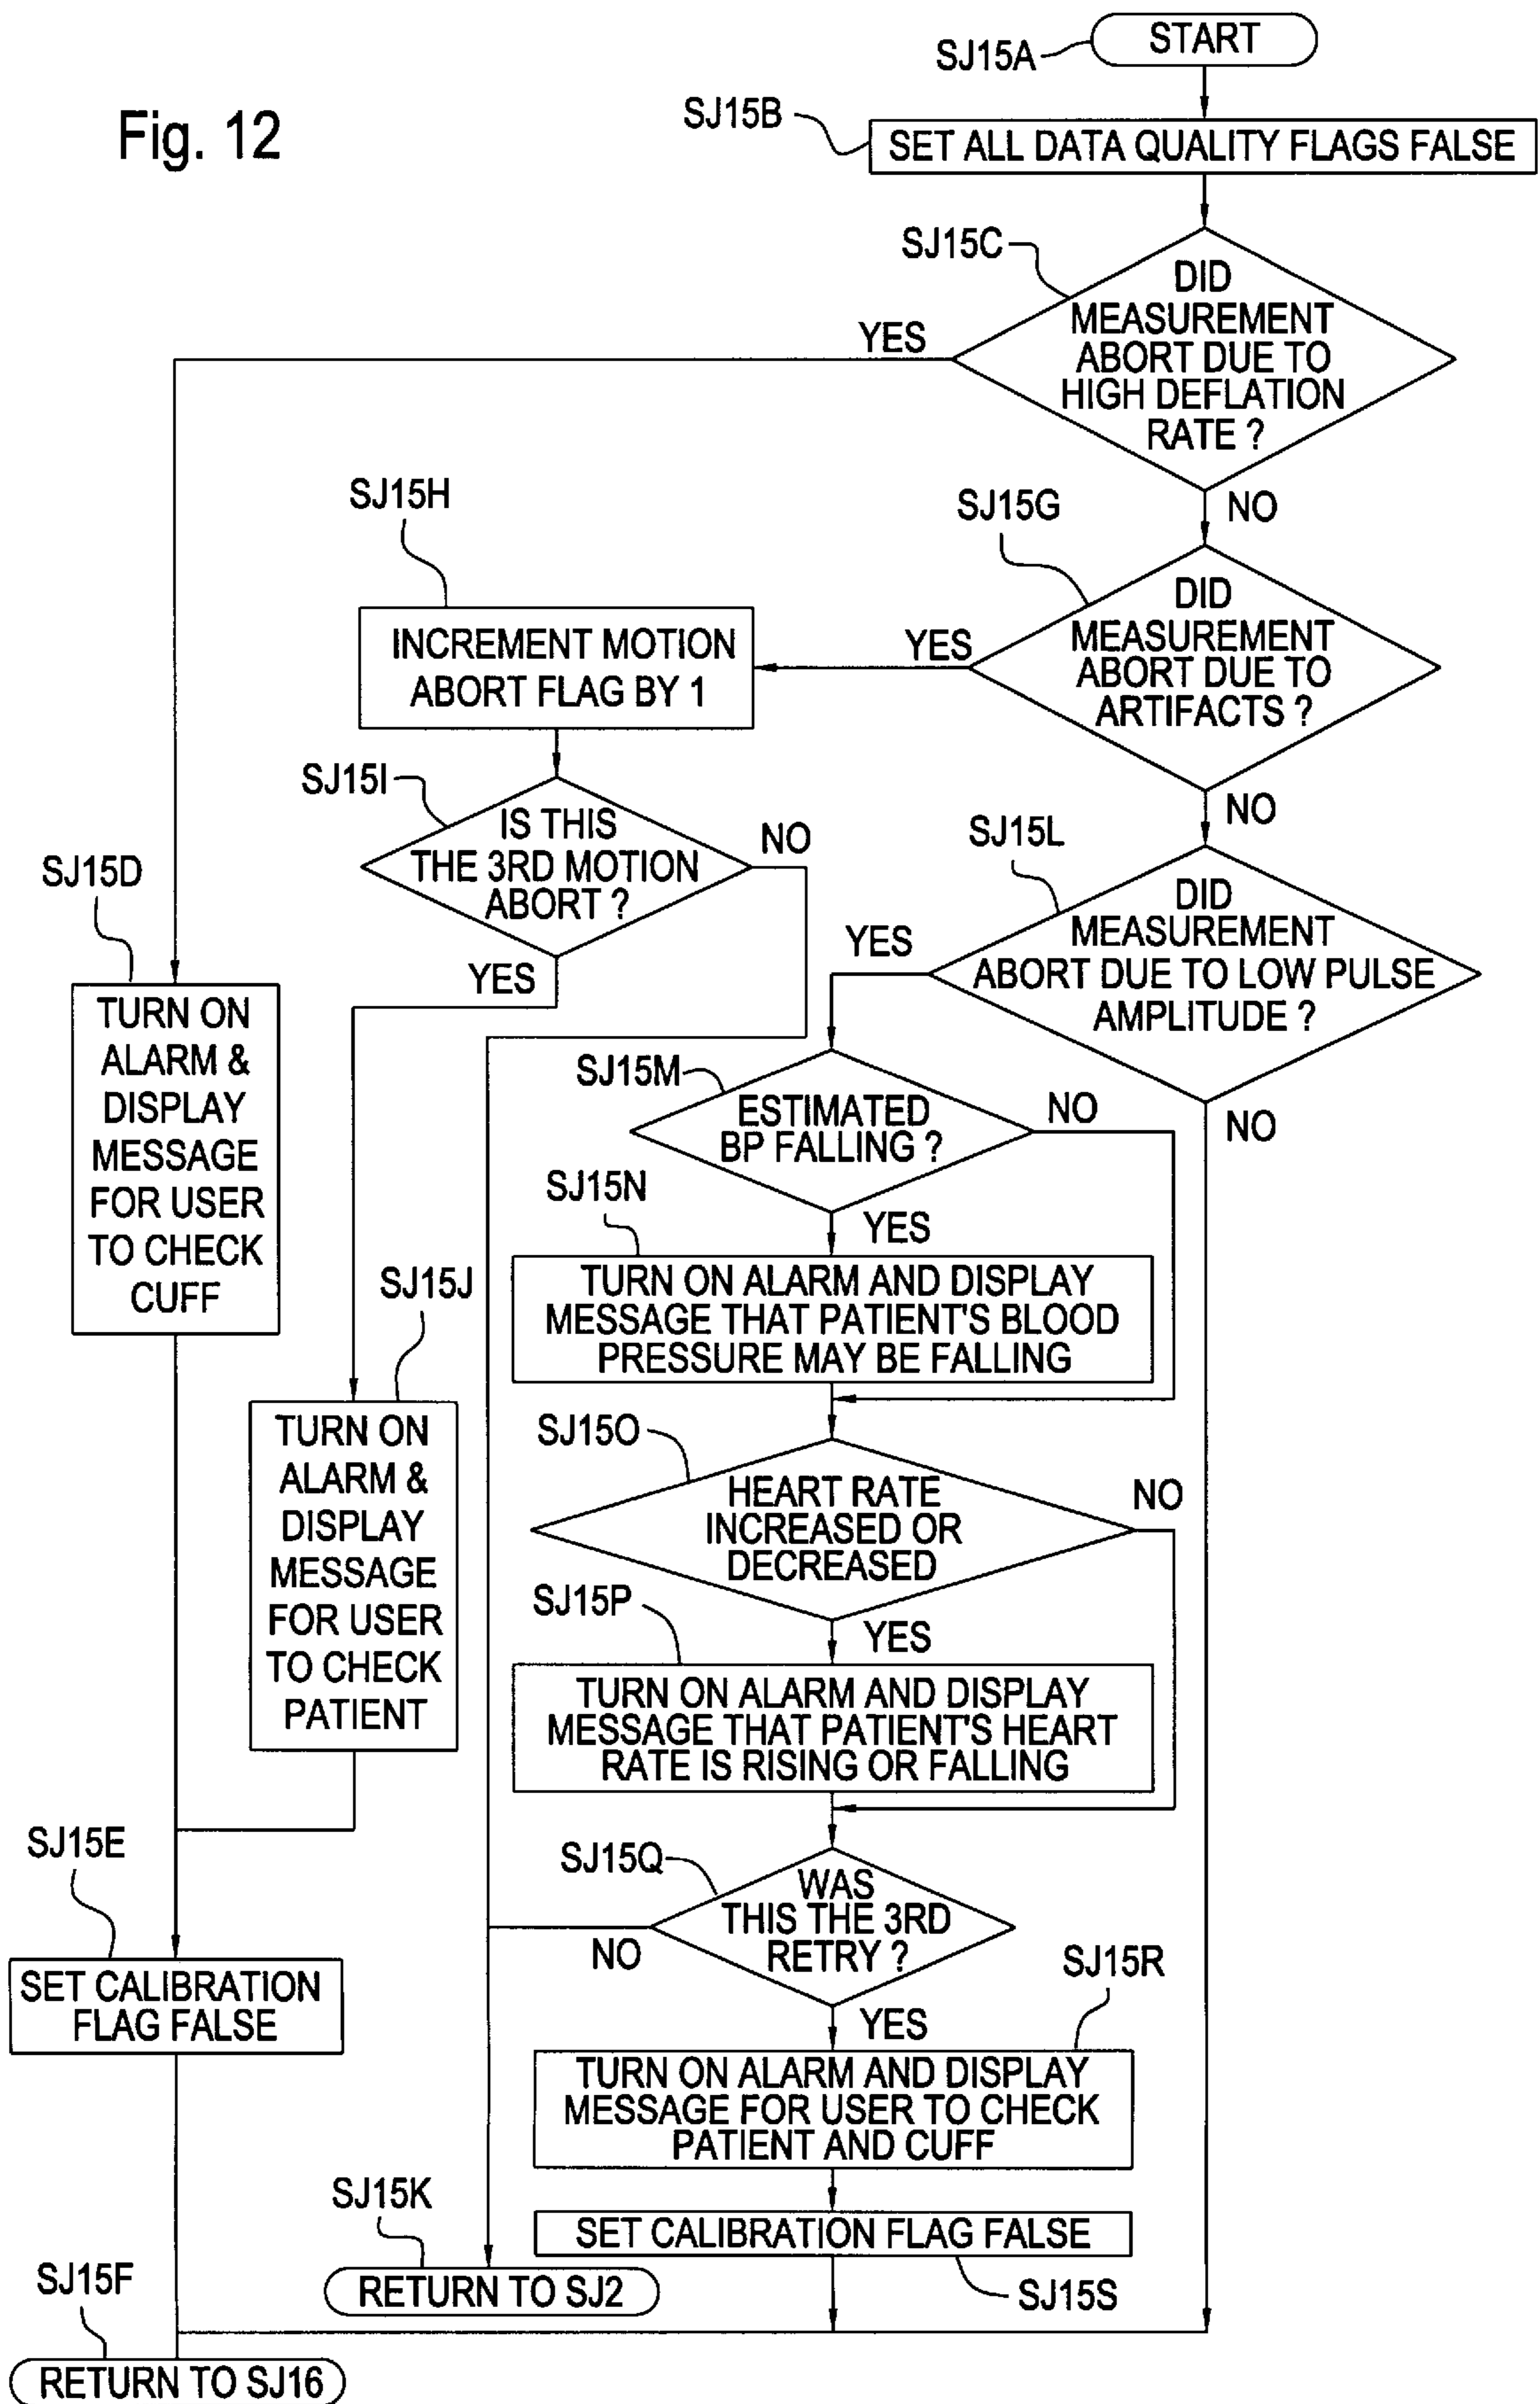 Fig. 12
SJ15A
START
SJ15B
SET ALL DATA QUALITY FLAGS FALSE
SJ15C
DID
MEASUREMENT
ABORT DUE TO
HIGH DEFLATION
RATE ?
YES
NO
SJ15G
DID
MEASUREMENT
ABORT DUE TO
ARTIFACTS ?
YES
NO
SJ15H
INCREMENT MOTION
ABORT FLAG BY 1
SJ15I
IS THIS
THE 3RD MOTION
ABORT ?
NO
YES
SJ15L
DID
MEASUREMENT
ABORT DUE TO LOW PULSE
AMPLITUDE ?
YES
NO
SJ15D
TURN ON
ALARM &
DISPLAY
MESSAGE
FOR USER
TO CHECK
CUFF
SJ15M
ESTIMATED
BP FALLING ?
NO
YES
SJ15N
TURN ON ALARM AND DISPLAY
MESSAGE THAT PATIENT'S BLOOD
PRESSURE MAY BE FALLING
SJ15J
TURN ON
ALARM &
DISPLAY
MESSAGE
FOR USER
TO CHECK
PATIENT
SJ15O
HEART RATE
INCREASED OR
DECREASED
NO
YES
SJ15P
TURN ON ALARM AND DISPLAY
MESSAGE THAT PATIENT'S HEART
RATE IS RISING OR FALLING
SJ15E
SET CALIBRATION
FLAG FALSE
SJ15Q
WAS
THIS THE 3RD
RETRY ?
NO
YES
SJ15R
TURN ON ALARM AND DISPLAY
MESSAGE FOR USER TO CHECK
PATIENT AND CUFF
SET CALIBRATION FLAG FALSE
SJ15S
SJ15K
RETURN TO SJ2
SJ15F
RETURN TO SJ16